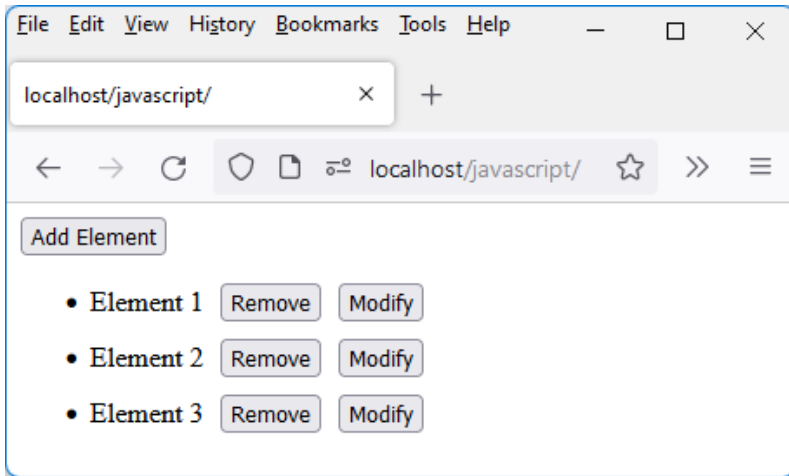 File Edit View History Bookmarks Tools Help
localhost/javascript/
localhost/javascript/
Add Element
Element 1 Remove Modify
Element 2 Remove Modify
Element 3 Remove Modify